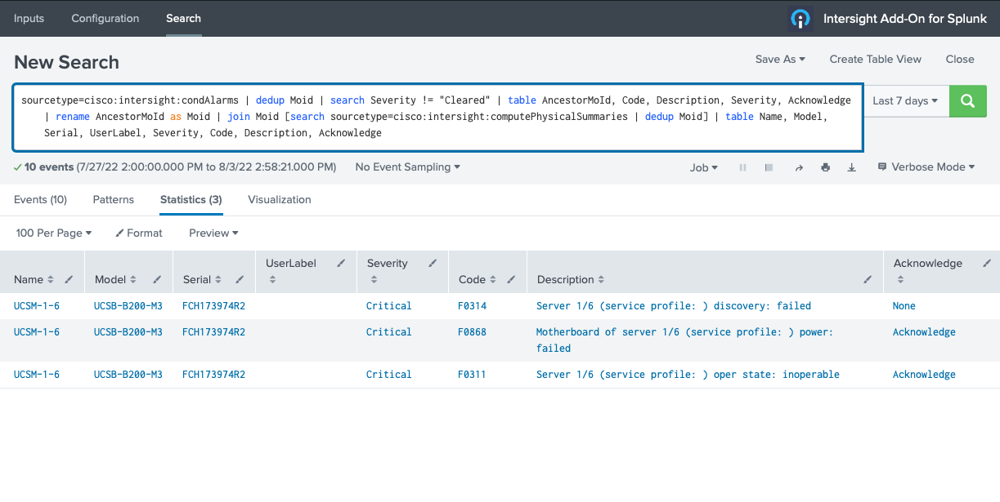 Inputs Configuration Search Intersight Add-On for Splunk
New Search Save As Create Table View Close
sourcetype=cisco:intersight:condAlarms | dedup Moid | search Severity != "Cleared" | table AncestorMoId, Code, Description, Severity, Acknowledge
| rename AncestorMoId as Moid | join Moid [search sourcetype=cisco:intersight:computePhysicalSummaries | dedup Moid] | table Name, Model,
Serial, UserLabel, Severity, Code, Description, Acknowledge
Last 7 days
10 events (7/27/22 2:00:00.000 PM to 8/3/22 2:58:21.000 PM) No Event Sampling Job Verbose Mode
Events (10) Patterns Statistics (3) Visualization
100 Per Page Format Preview
Name Model Serial UserLabel Severity Code Description Acknowledge
UCSM-1-6 UCSB-B200-M3 FCH173974R2 Critical F0314 Server 1/6 (service profile: ) discovery: failed None
UCSM-1-6 UCSB-B200-M3 FCH173974R2 Critical F0868 Motherboard of server 1/6 (service profile: ) power: Acknowledge
failed
UCSM-1-6 UCSB-B200-M3 FCH173974R2 Critical F0311 Server 1/6 (service profile: ) oper state: inoperable Acknowledge